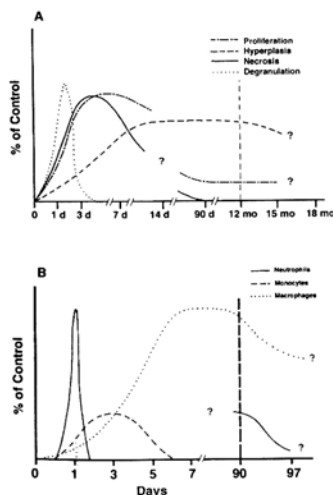 A
Proliferation
Hyperplasia
Necrosis
Degranulation
% of Control
?
?
?
0 1 d 3 d 7 d 14 d 90 d 12 mo 15 mo 18 mo
B
Neutrophils
Monocytes
Macrophages
% of Control
?
?
?
0 1 3 5 7 90 97
Days